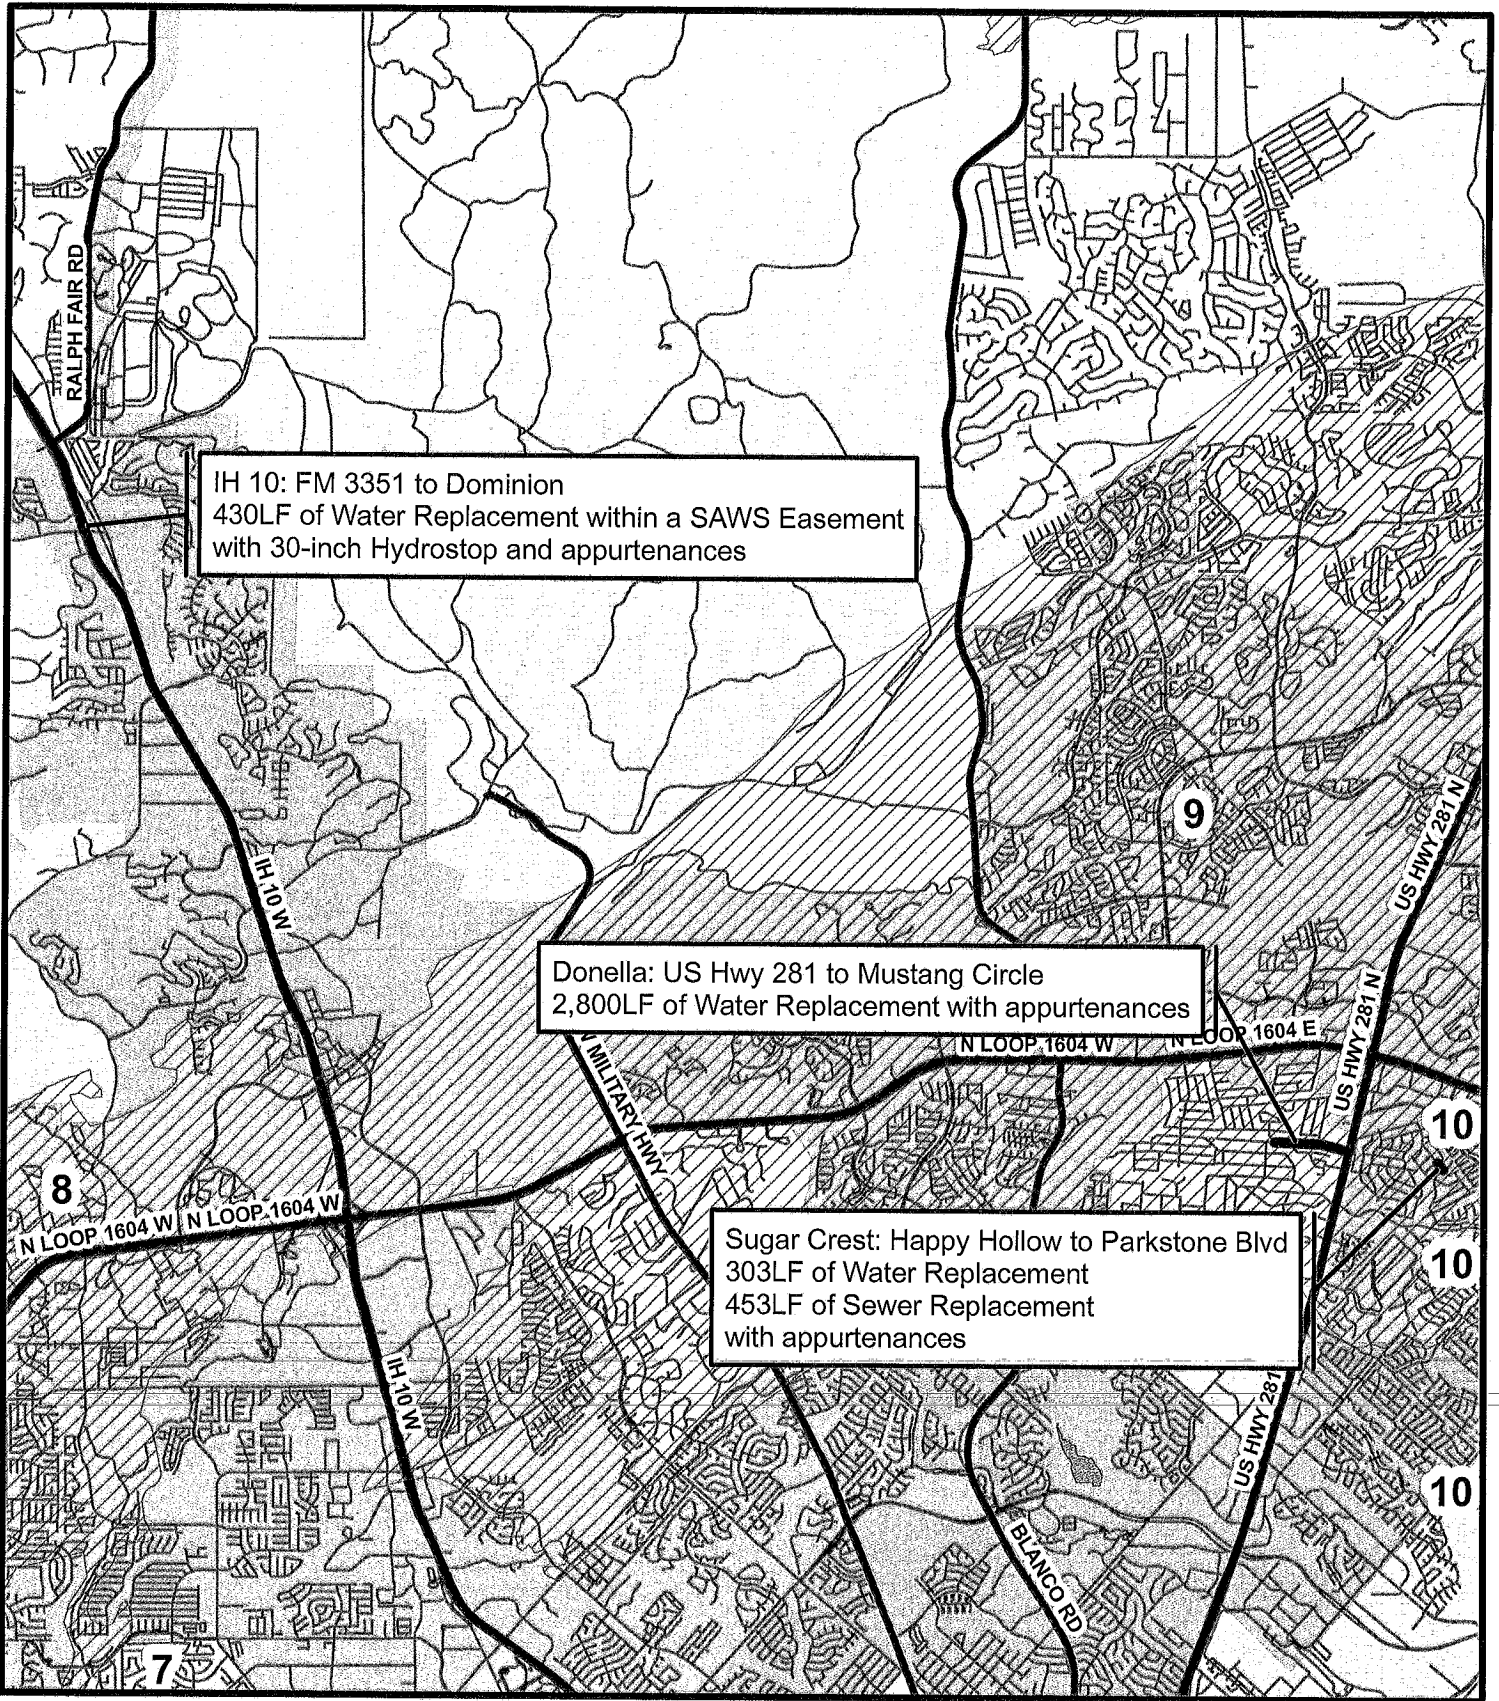 RALPH FAIR RD
IH 10: FM 3351 to Dominion
430LF of Water Replacement within a SAWS Easement
with 30-inch Hydrostop and appurtenances
9
US HWY 281 N
IH 10 W
Donella: US Hwy 281 to Mustang Circle
2,800LF of Water Replacement with appurtenances
US HWY 281 N
N LOOP 1604 W
N LOOP 1604 E
N MILITARY HWY
10
8
N LOOP 1604 W
N LOOP 1604 W
Sugar Crest: Happy Hollow to Parkstone Blvd
303LF of Water Replacement
453LF of Sewer Replacement
with appurtenances
10
IH 10 W
US HWY 281
10
BLANCO RD
7